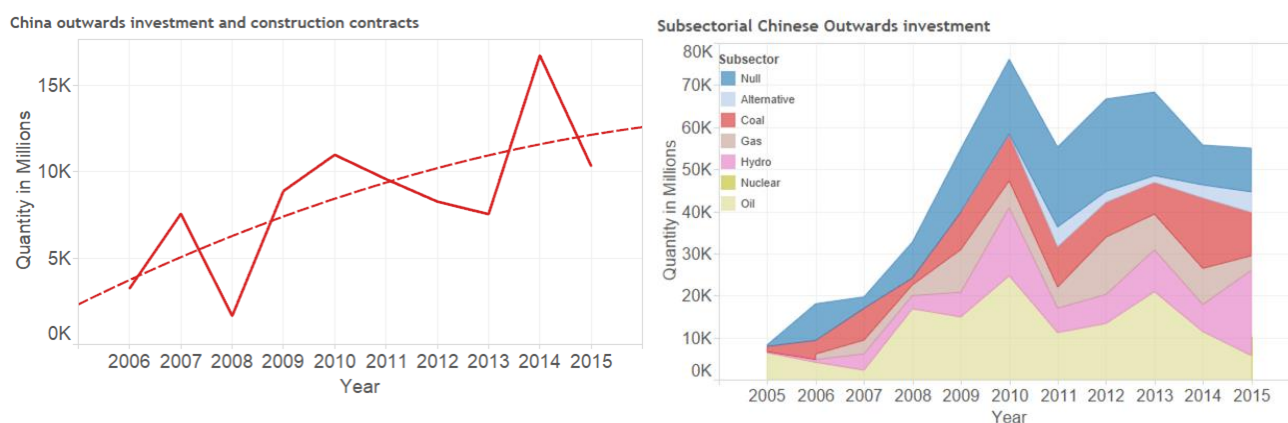 China outwards investment and construction contracts
Quantity in Millions
15K
10K
5K
0K
2006 2007 2008 2009 2010 2011 2012 2013 2014 2015
Year
Subsectorial Chinese Outwards investment
Quantity in Millions
80K
70K
60K
50K
40K
30K
20K
10K
0K
Subsector
Null
Alternative
Coal
Gas
Hydro
Nuclear
Oil
2005 2006 2007 2008 2009 2010 2011 2012 2013 2014 2015
Year